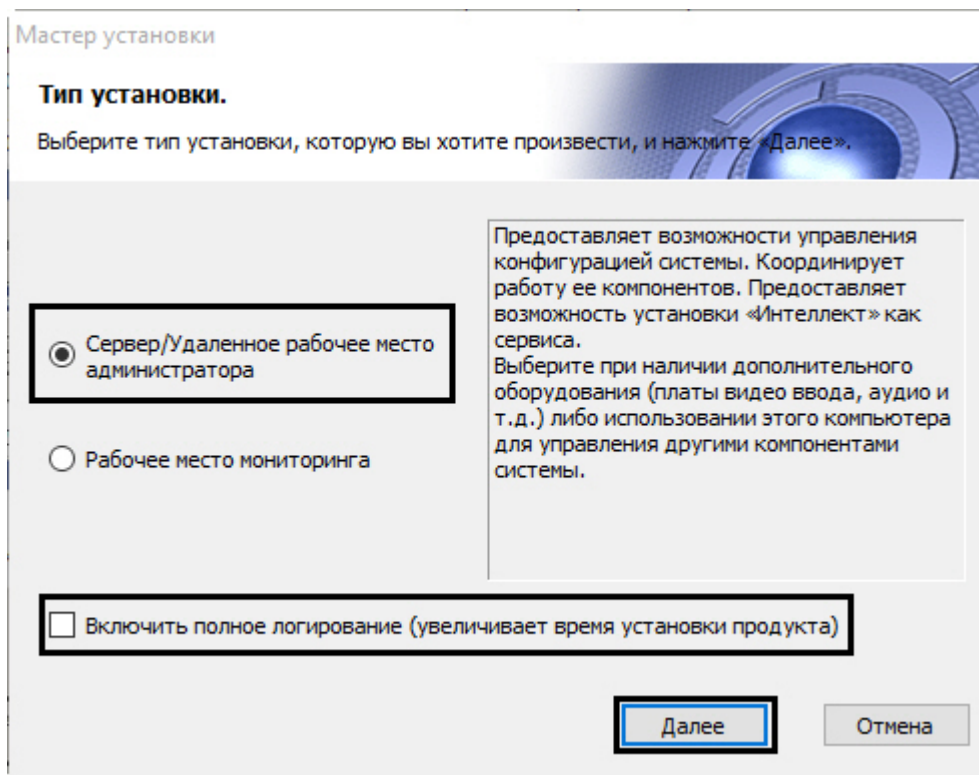 Мастер установки
Тип установки.
Выберите тип установки, которую вы хотите произвести, и нажмите «Далее».
Сервер/Удаленное рабочее место
администратора
Рабочее место мониторинга
Предоставляет возможности управления
конфигурацией системы. Координирует
работу ее компонентов. Предоставляет
возможность установки «Интеллект» как
сервиса.
Выберите при наличии дополнительного
оборудования (платы видео ввода, аудио и
т.д.) либо использовании этого компьютера
для управления другими компонентами
системы.
Включить полное логирование (увеличивает время установки продукта)
Далее
Отмена